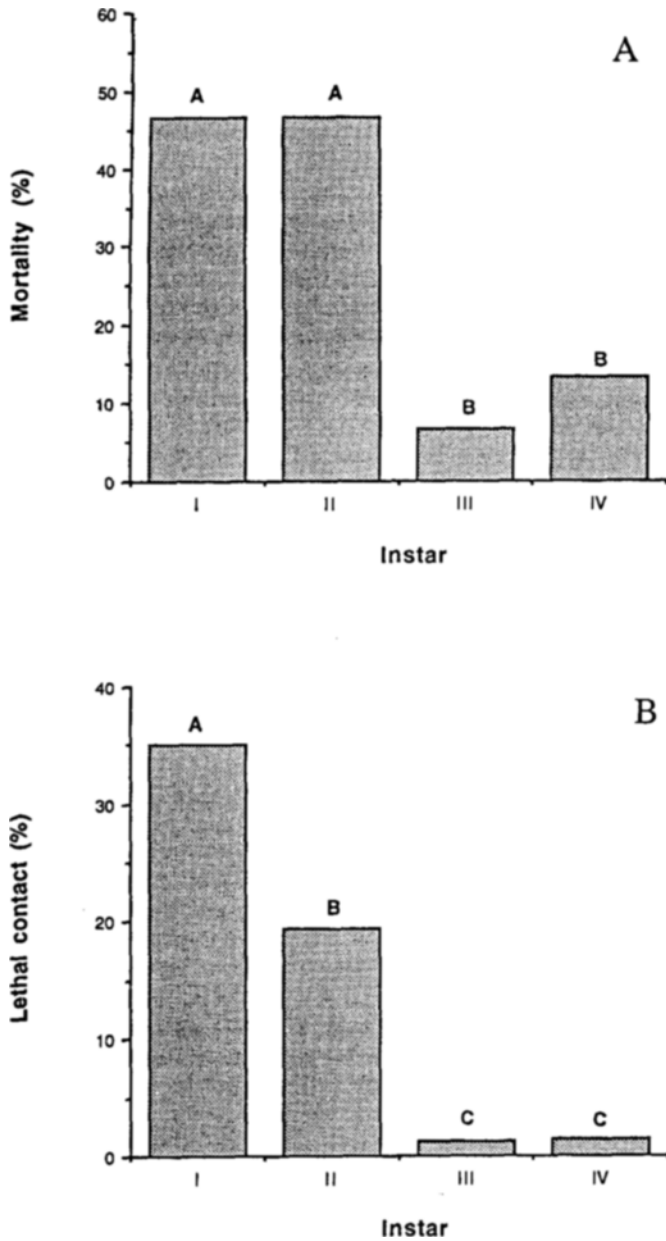 A
60
50
40
30
20
10
0
Mortality (%)
A
A
B
B
I
II
III
IV
Instar
B
40
30
20
10
0
Lethal contact (%)
A
B
C
C
I
II
III
IV
Instar